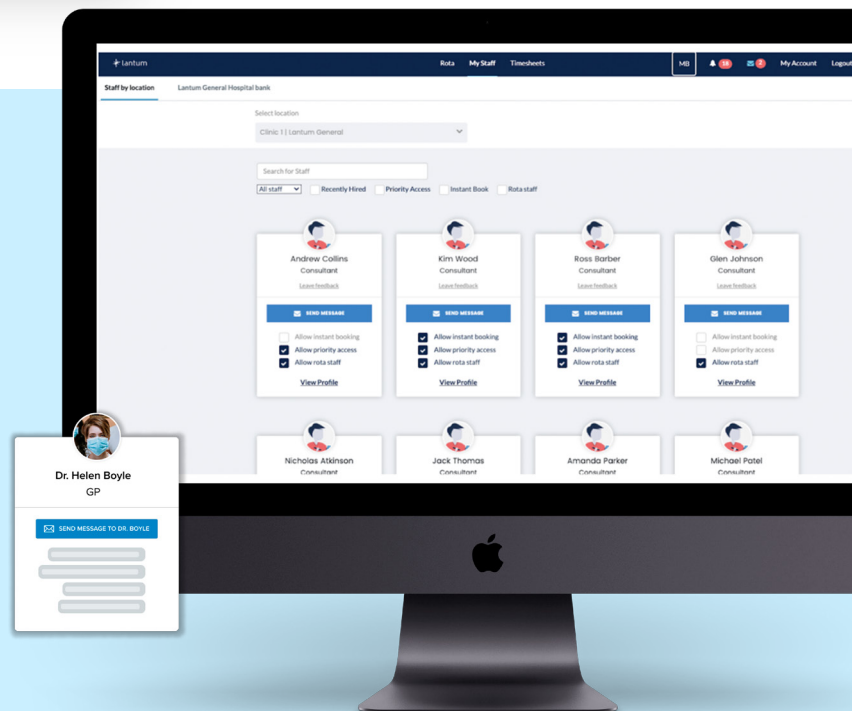 Lantum
Rota My Staff Timesheets MB 18 2 My Account Logout
Staff by location Lantum General Hospital bank
Select location
Clinic 1 | Lantum General
Search for Staff
All staff Recently Hired Priority Access Instant Book Rota staff
Andrew Collins Kim Wood Ross Barber Glen Johnson
Consultant Consultant Consultant Consultant
Leave feedback Leave feedback Leave feedback Leave feedback
SEND MESSAGE SEND MESSAGE SEND MESSAGE SEND MESSAGE
Allow instant booking Allow instant booking Allow instant booking Allow instant booking
Allow priority access Allow priority access Allow priority access Allow priority access
Allow rota staff Allow rota staff Allow rota staff Allow rota staff
View Profile View Profile View Profile View Profile
Nicholas Atkinson Jack Thomas Amanda Parker Michael Patel
Consultant Consultant Consultant Consultant
Dr. Helen Boyle
GP
SEND MESSAGE TO DR. BOYLE